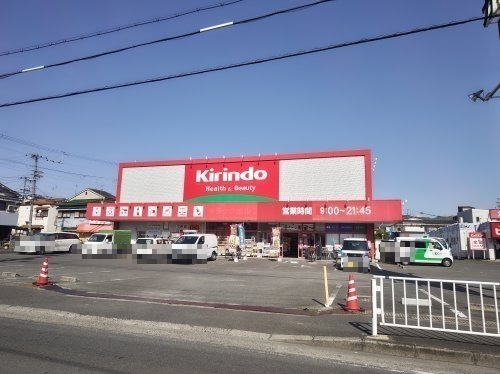 Kirindo
Health & Beauty
営業時間 9:00~21:45